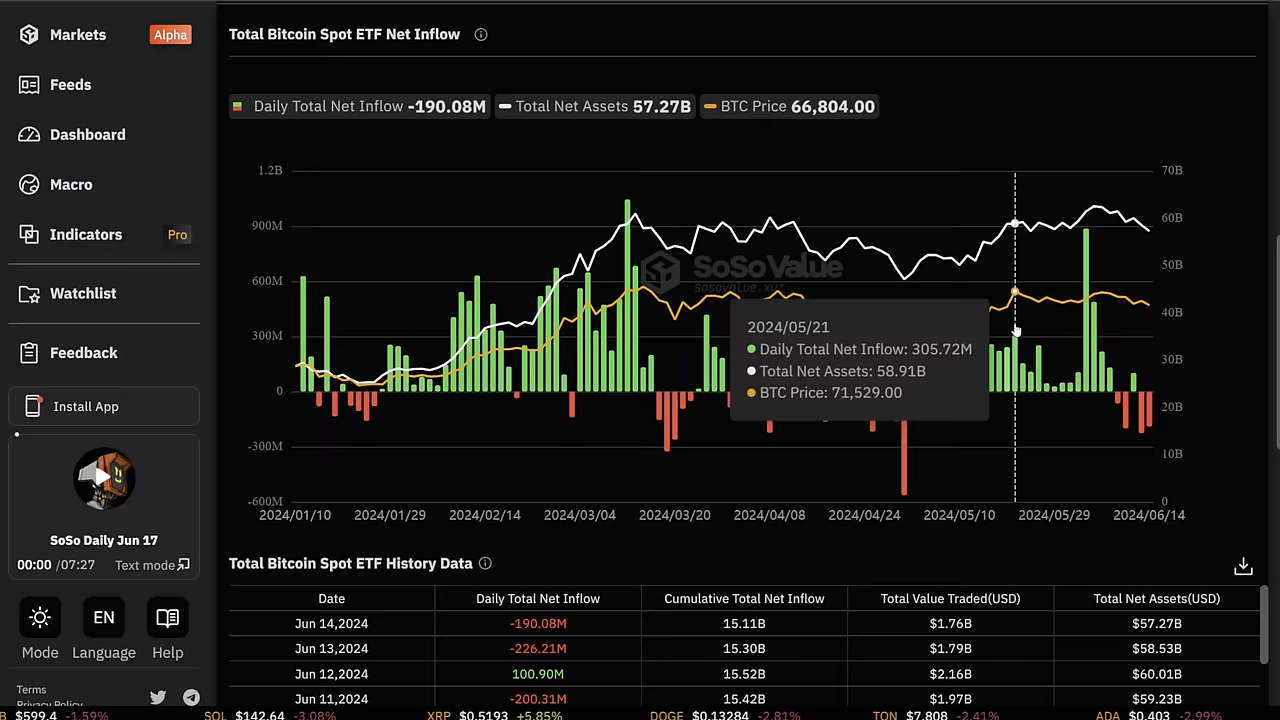 Markets Alpha
Feeds
Dashboard
Macro
Indicators Pro
Watchlist
Feedback
Install App
SoSo Daily Jun 17
00:00 /07:27 Text mode
EN
Mode Language Help
Terms
Privacy Policy
Total Bitcoin Spot ETF Net Inflow
Daily Total Net Inflow -190.08M Total Net Assets 57.27B BTC Price 66,804.00
1.2B 70B
900M 60B
600M 50B
300M 40B
0 30B
-300M 20B
-600M 10B
0
SoSoValue
sosovalue.xyz
2024/05/21
Daily Total Net Inflow: 305.72M
Total Net Assets: 58.91B
BTC Price: 71,529.00
2024/01/10 2024/01/29 2024/02/14 2024/03/04 2024/03/20 2024/04/08 2024/04/24 2024/05/10 2024/05/29 2024/06/14
Total Bitcoin Spot ETF History Data
Date Daily Total Net Inflow Cumulative Total Net Inflow Total Value Traded(USD) Total Net Assets(USD)
Jun 14,2024 -190.08M 15.11B $1.76B $57.27B
Jun 13,2024 -226.21M 15.30B $1.79B $58.53B
Jun 12,2024 100.90M 15.52B $2.16B $60.01B
Jun 11,2024 -200.31M 15.42B $1.97B $59.23B
B $599.4 -1.59% SOL $142.64 -3.08% XRP $0.5193 +5.85% DOGE $0.13284 -2.81% TON $7.808 -2.41% ADA $0.403 -2.99%